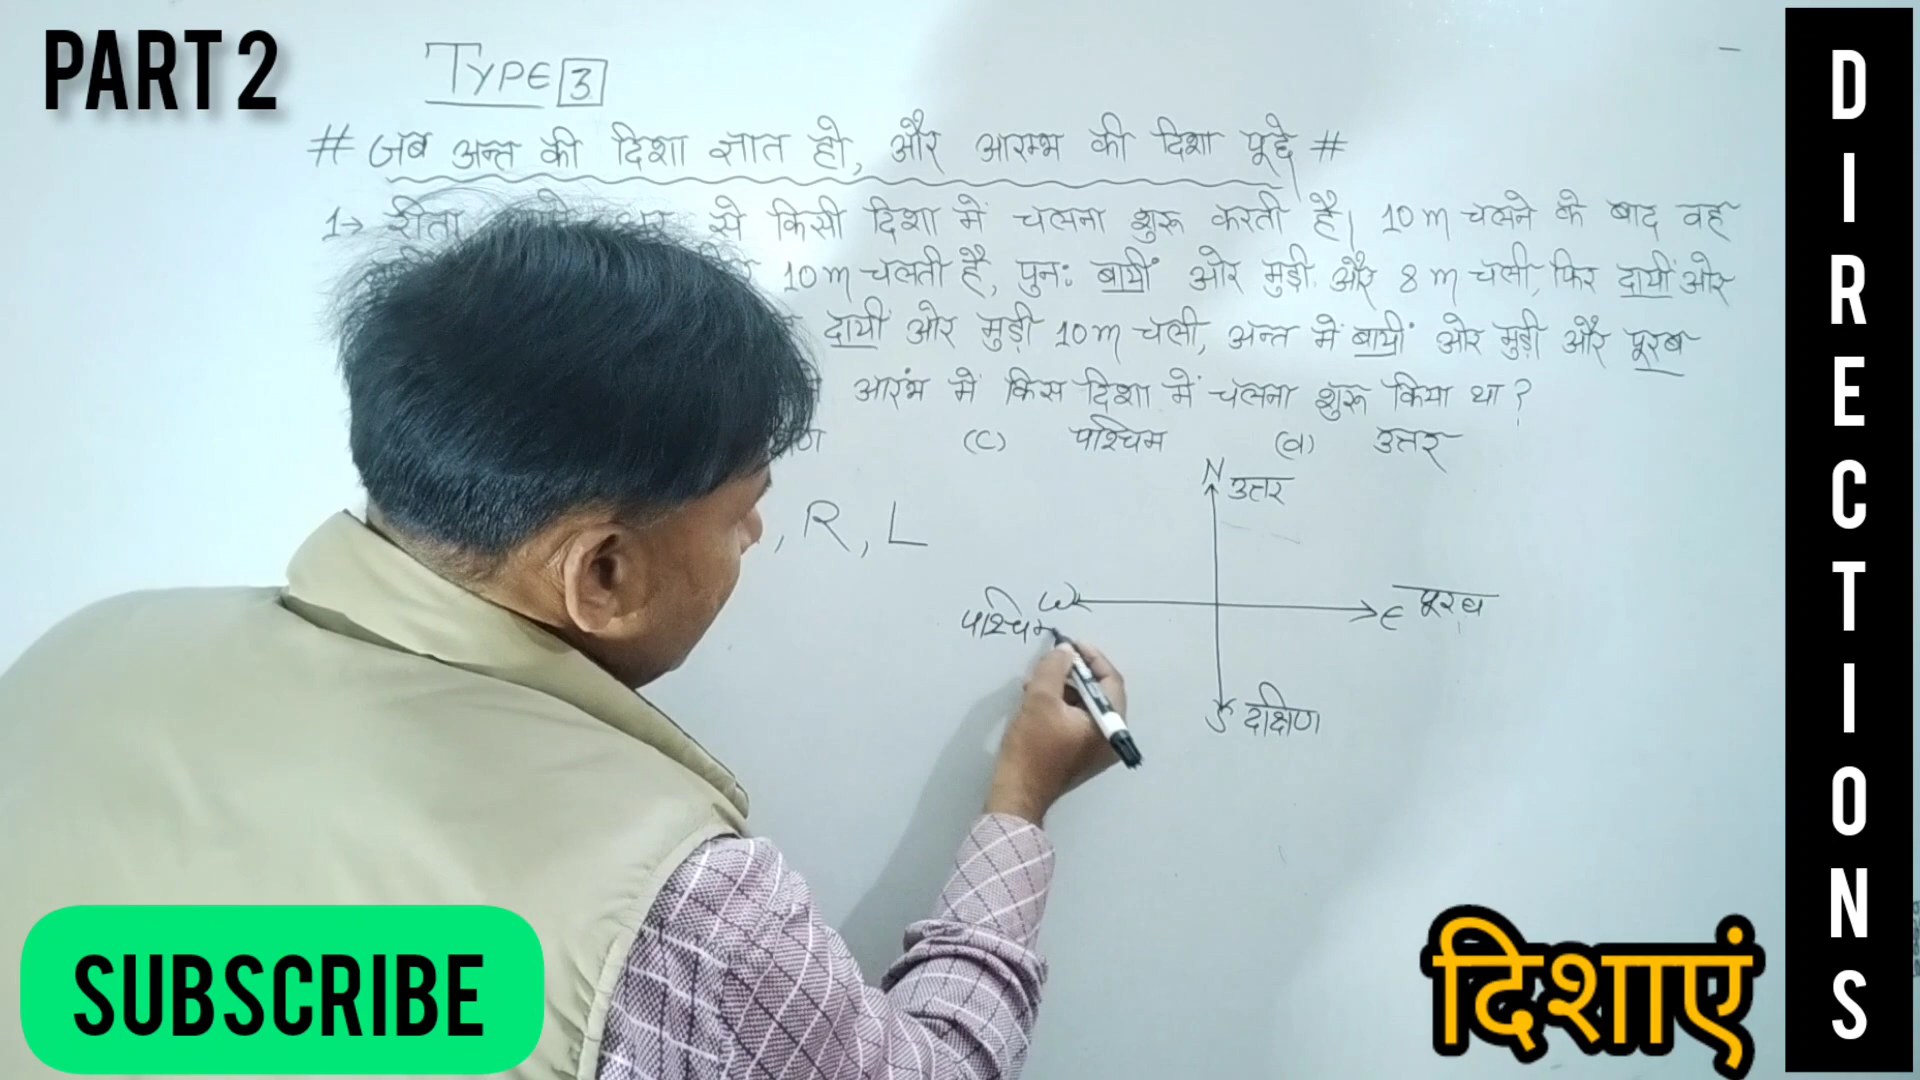 PART 2
TYPE 3
# जब अन्त की दिशा ज्ञात हो, और आरम्भ की दिशा पूछे #
1→ रीता से किसी दिशा में चलना शुरू करती है। 10 m चलने के बाद वह
10 m चलती है, पुनः बायीं ओर मुड़ी और 8 m चली, फिर दायीं ओर
दायीं ओर मुड़ी 10 m चली, अन्त में बायीं ओर मुड़ी और पूरब
आरंभ में किस दिशा में चलना शुरू किया था ?
(C) पश्चिम (d) उत्तर
N उत्तर
, R, L
W E पूरब
पश्चिम
S दक्षिण
SUBSCRIBE
दिशाएं
DIRECTIONS